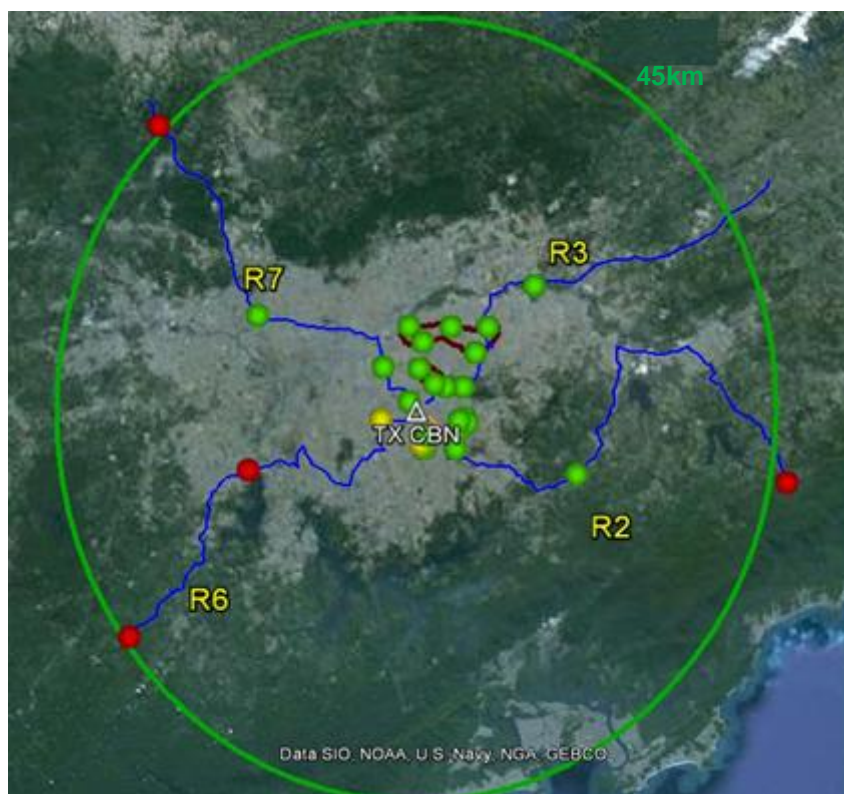 45km
R3
R7
TX CBN
R2
R6
Data SIO, NOAA, U.S. Navy, NGA, GEBCO